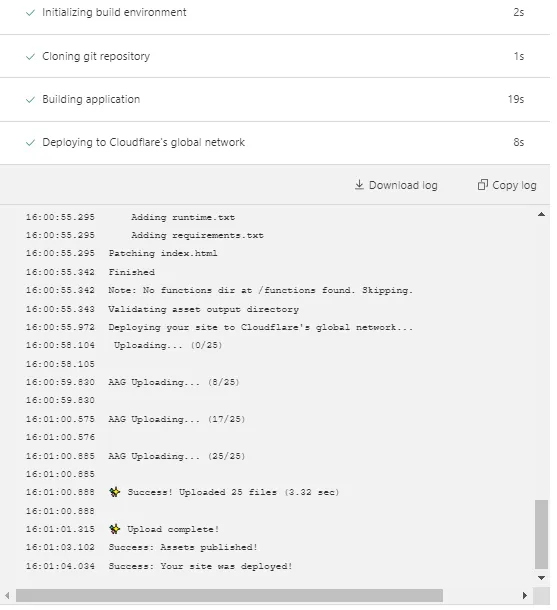 Initializing build environment 2s
Cloning git repository 1s
Building application 19s
Deploying to Cloudflare's global network 8s
Download log Copy log
16:00:55.295 Adding runtime.txt
16:00:55.295 Adding requirements.txt
16:00:55.295 Patching index.html
16:00:55.342 Finished
16:00:55.342 Note: No functions dir at /functions found. Skipping.
16:00:55.343 Validating asset output directory
16:00:55.972 Deploying your site to Cloudflare's global network...
16:00:58.104 Uploading... (0/25)
16:00:58.105
16:00:59.830 AAG Uploading... (8/25)
16:00:59.830
16:01:00.575 AAG Uploading... (17/25)
16:01:00.576
16:01:00.885 AAG Uploading... (25/25)
16:01:00.885
16:01:00.888 ✨ Success! Uploaded 25 files (3.32 sec)
16:01:00.888
16:01:01.315 ✨ Upload complete!
16:01:03.102 Success: Assets published!
16:01:04.034 Success: Your site was deployed!